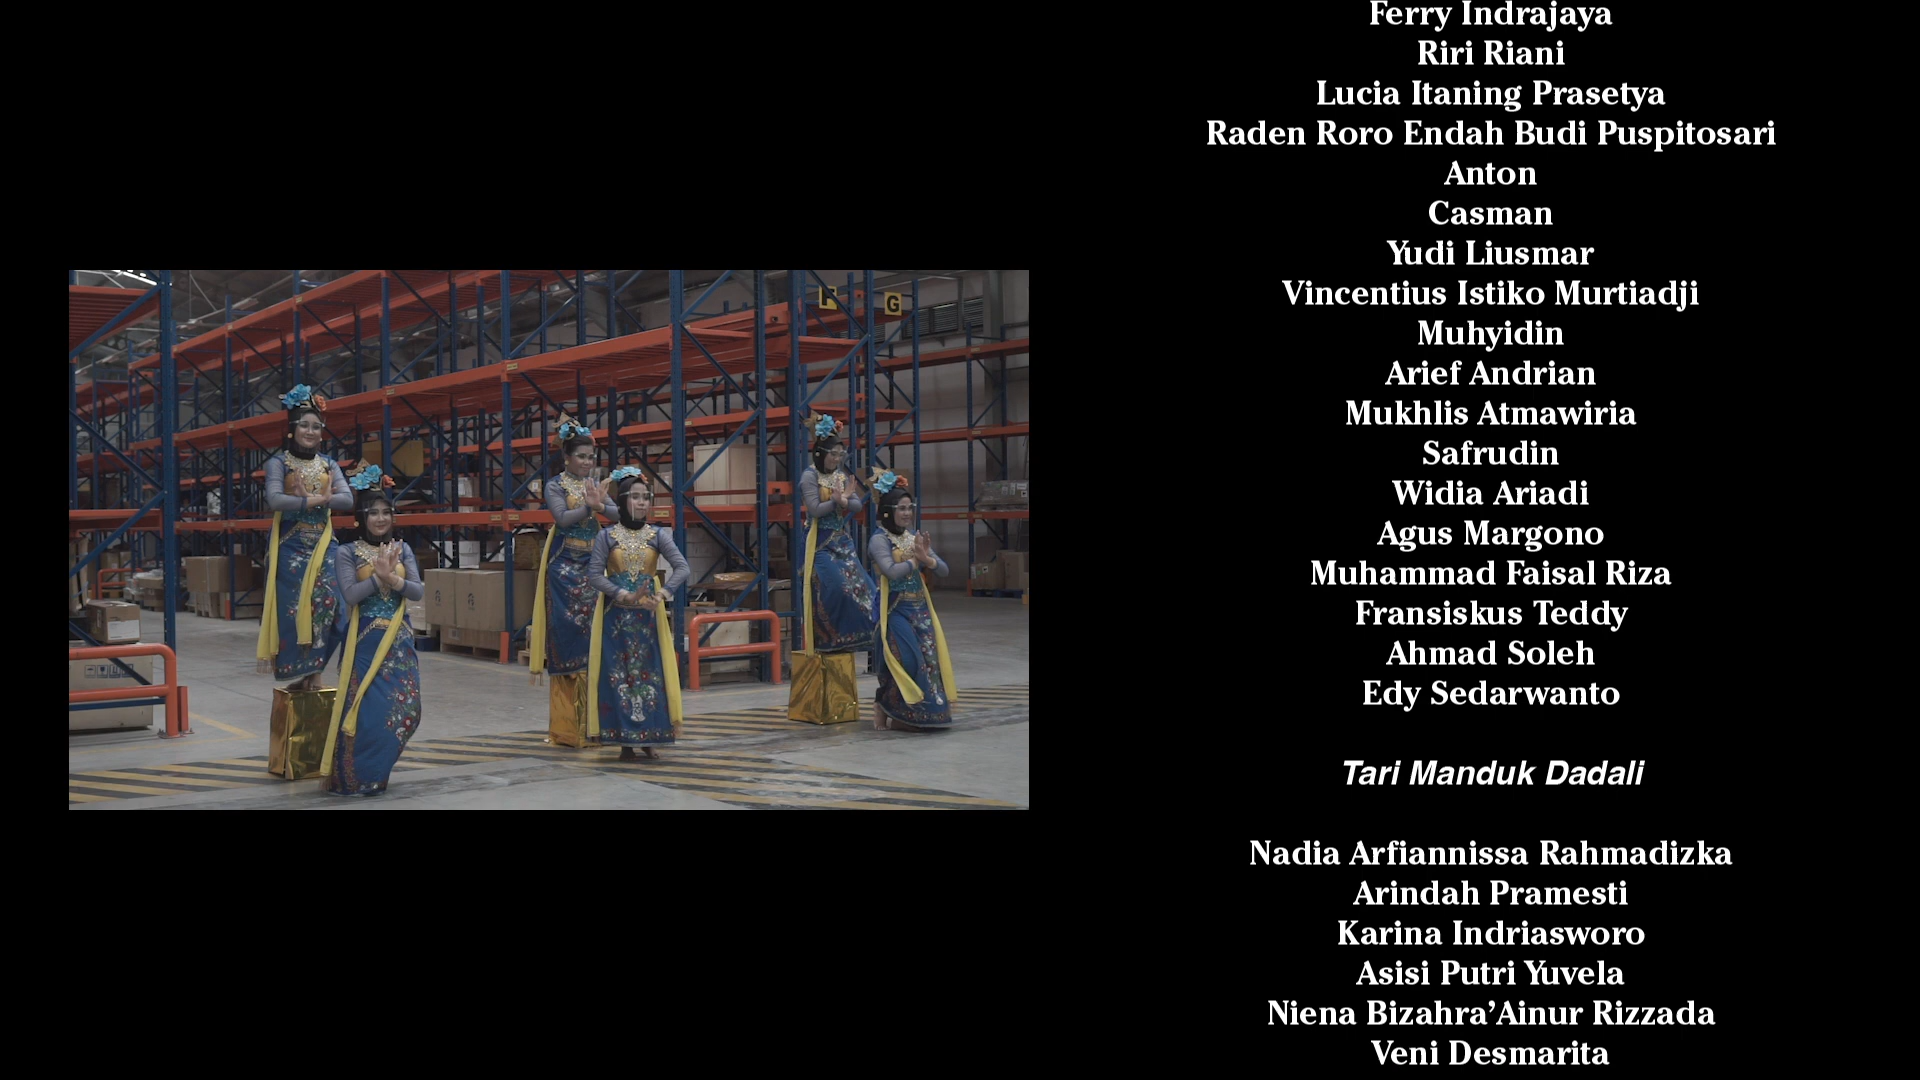 F
G
Ferry Indrajaya
Riri Riani
Lucia Itaning Prasetya
Raden Roro Endah Budi Puspitosari
Anton
Casman
Yudi Liusmar
Vincentius Istiko Murtiadji
Muhyidin
Arief Andrian
Mukhlis Atmawiria
Safrudin
Widia Ariadi
Agus Margono
Muhammad Faisal Riza
Fransiskus Teddy
Ahmad Soleh
Edy Sedarwanto
Tari Manduk Dadali
Nadia Arfiannissa Rahmadizka
Arindah Pramesti
Karina Indriasworo
Asisi Putri Yuvela
Niena Bizahra’Ainur Rizzada
Veni Desmarita